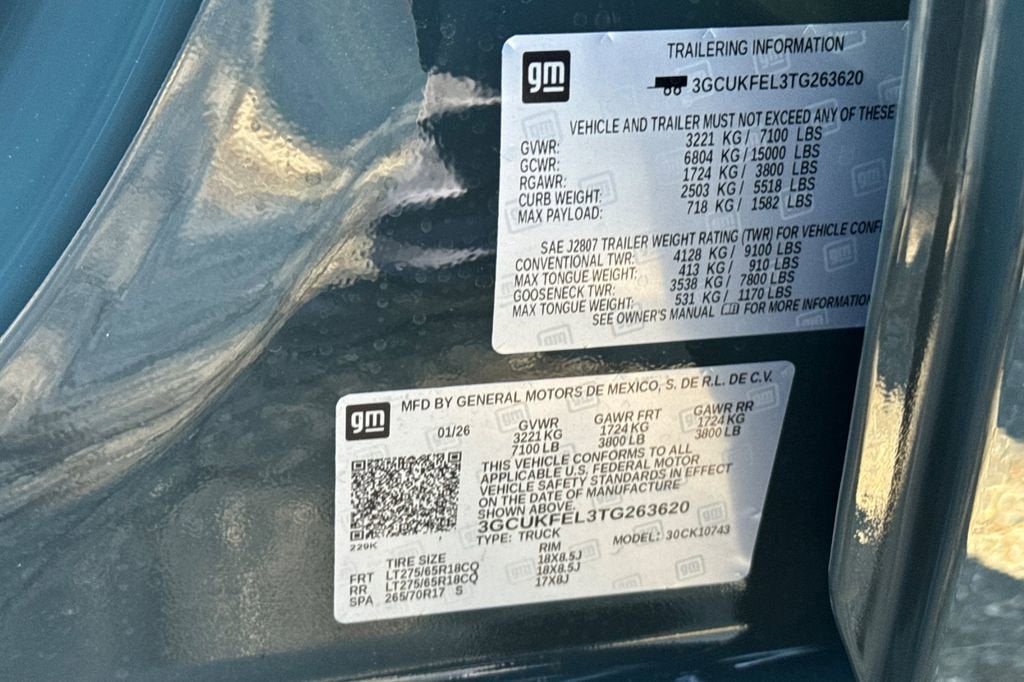 gm
TRAILERING INFORMATION
3GCUKFEL3TG263620
VEHICLE AND TRAILER MUST NOT EXCEED ANY OF THESE
GVWR: 3221 KG / 7100 LBS
GCWR: 6804 KG / 15000 LBS
RGAWR: 1724 KG / 3800 LBS
CURB WEIGHT: 2503 KG / 5518 LBS
MAX PAYLOAD: 718 KG / 1582 LBS
SAE J2807 TRAILER WEIGHT RATING (TWR) FOR VEHICLE
CONVENTIONAL TWR: 4128 KG / 9100 LBS
MAX TONGUE WEIGHT: 413 KG / 910 LBS
GOOSENECK TWR: 3538 KG / 7800 LBS
MAX TONGUE WEIGHT: 531 KG / 1170 LBS
SEE OWNER'S MANUAL FOR MORE INFORMATION
gm
MFD BY GENERAL MOTORS DE MEXICO, S. DE R.L. DE C.V.
01/26 GVWR GAWR FRT GAWR RR
3221 KG 1724 KG 1724 KG
7100 LB 3800 LB 3800 LB
THIS VEHICLE CONFORMS TO ALL
APPLICABLE U.S. FEDERAL MOTOR
VEHICLE SAFETY STANDARDS IN EFFECT
ON THE DATE OF MANUFACTURE
SHOWN ABOVE.
3GCUKFEL3TG263620
TYPE: TRUCK MODEL: 30CK10743
229K
TIRE SIZE RIM
FRT LT275/65R18CQ 18X8.5J
RR LT275/65R18CQ 18X8.5J
SPA 265/70R17 S 17X8J